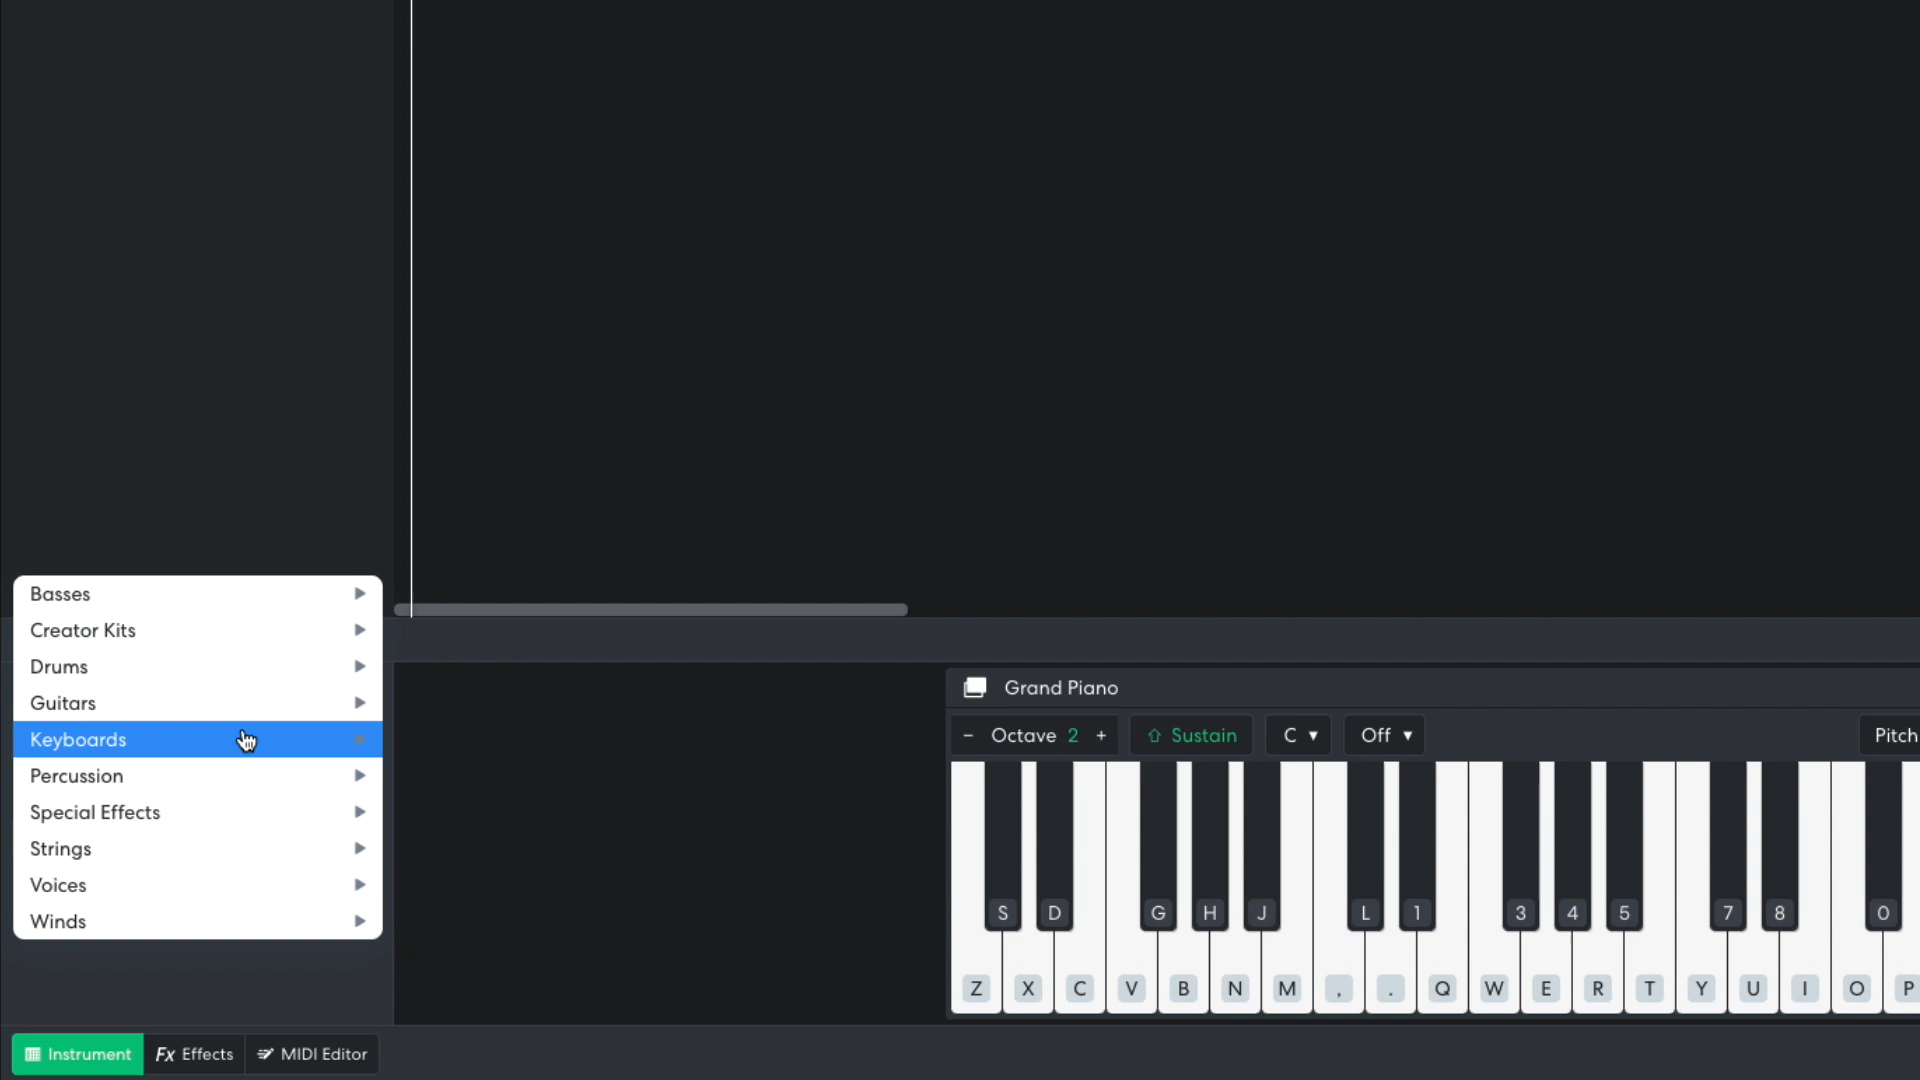 Basses
Creator Kits
Drums
Guitars
Keyboards
Percussion
Special Effects
Strings
Voices
Winds
Grand Piano
- Octave 2 + Sustain C Off Pitch
S D G H J L 1 3 4 5 7 8 0
Z X C V B N M , . Q W E R T Y U I O P
Instrument Fx Effects MIDI Editor